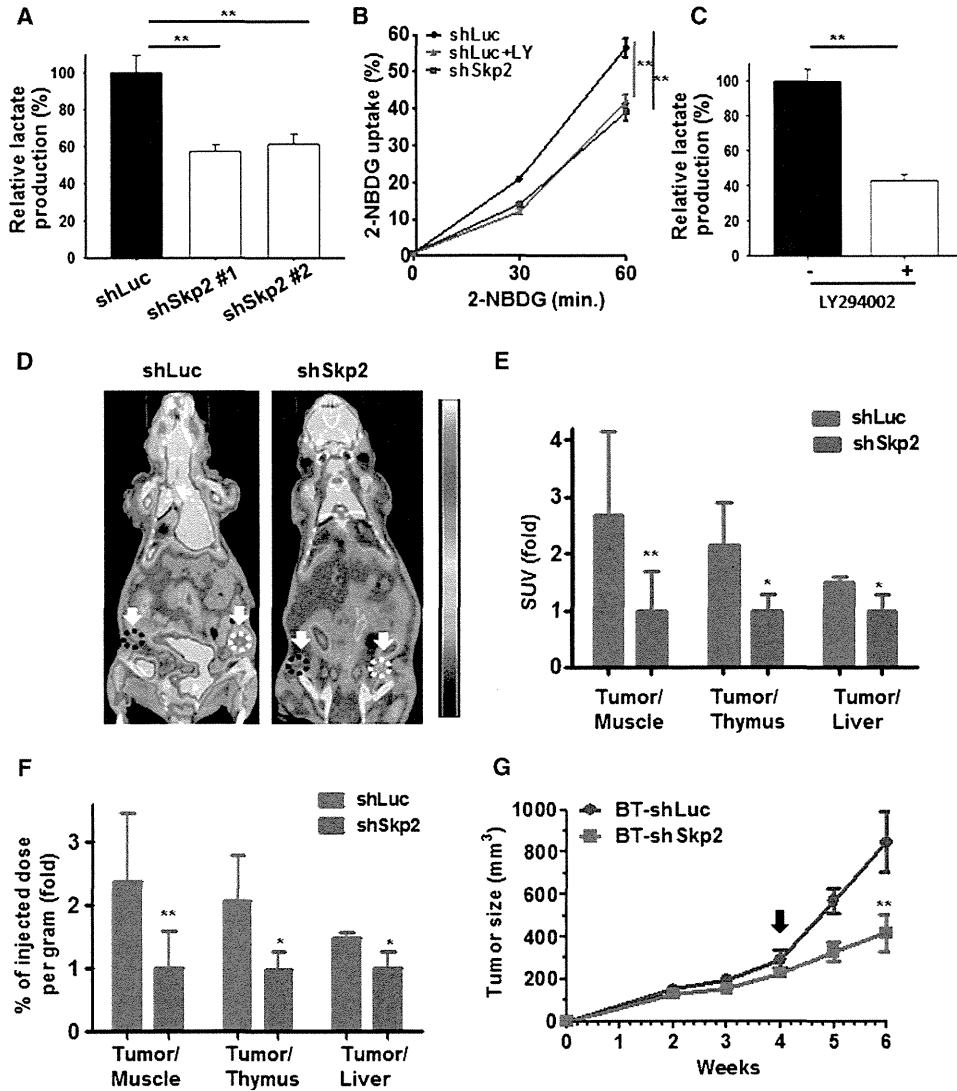 A
Relative lactate
production (%)
100
80
60
40
20
0
**
**
shLuc
shSkp2 #1
shSkp2 #2
B
2-NBDG uptake (%)
60
50
40
30
20
10
0
shLuc
shLuc+LY
shSkp2
**
**
0
30
60
2-NBDG (min.)
C
Relative lactate
production (%)
100
80
60
40
20
0
**
-
+
LY294002
D
shLuc
shSkp2
E
SUV (fold)
4
3
2
1
0
shLuc
shSkp2
**
*
*
Tumor/
Muscle
Tumor/
Thymus
Tumor/
Liver
F
% of injected dose
per gram (fold)
3
2
1
0
shLuc
shSkp2
**
*
*
Tumor/
Muscle
Tumor/
Thymus
Tumor/
Liver
G
Tumor size (mm³)
1000
800
600
400
200
0
BT-shLuc
BT-shSkp2
**
0
1
2
3
4
5
6
Weeks